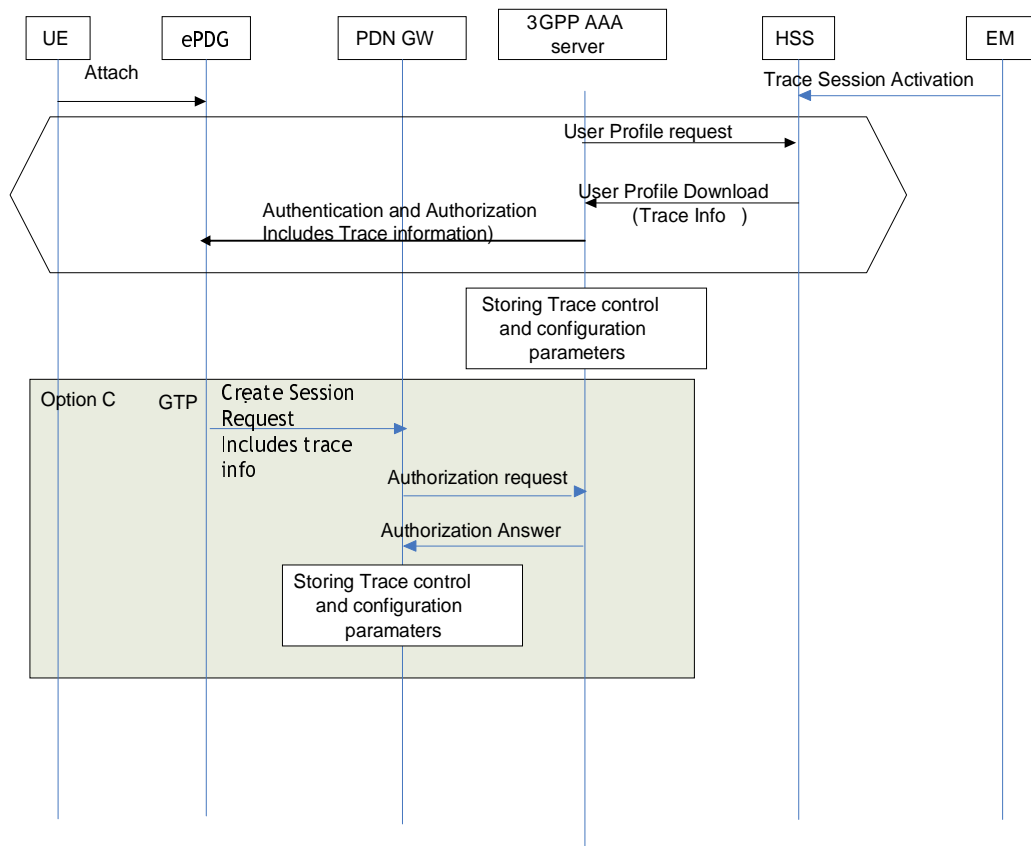 UE
ePDG
PDN GW
3GPP AAA
server
HSS
EM
Attach
Trace Session Activation
User Profile request
User Profile Download
(Trace Info )
Authentication and Authorization
Includes Trace information)
Storing Trace control
and configuration
parameters
Option C
GTP
Create Session
Request
Includes trace
info
Authorization request
Authorization Answer
Storing Trace control
and configuration
paramaters